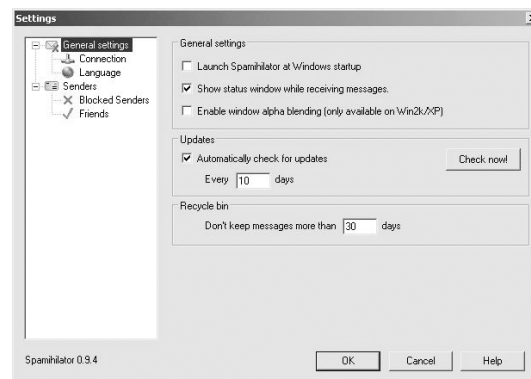 Settings
General settings
Connection
Language
Senders
Blocked Senders
Friends
General settings
Launch Spamihilator at Windows startup
Show status window while receiving messages.
Enable window alpha blending (only available on Win2k/XP)
Updates
Automatically check for updates
Check now!
Every 10 days
Recycle bin
Don't keep messages more than 30 days
Spamihilator 0.9.4
OK
Cancel
Help